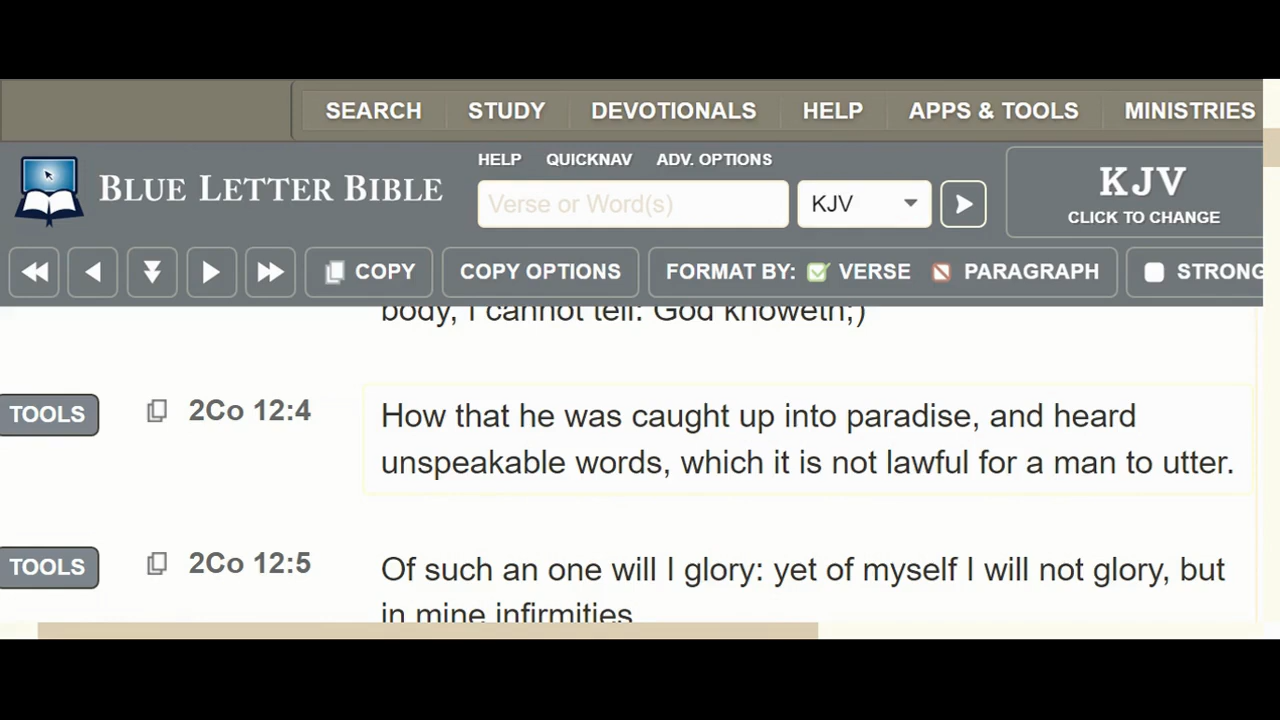 SEARCH STUDY DEVOTIONALS HELP APPS & TOOLS MINISTRIES
HELP QUICKNAV ADV. OPTIONS
BLUE LETTER BIBLE Verse or Word(s) KJV KJV
CLICK TO CHANGE
COPY COPY OPTIONS FORMAT BY: VERSE PARAGRAPH STRONG
body, I cannot tell: God knoweth;)
TOOLS 2Co 12:4 How that he was caught up into paradise, and heard
unspeakable words, which it is not lawful for a man to utter.
TOOLS 2Co 12:5 Of such an one will I glory: yet of myself I will not glory, but
in mine infirmities